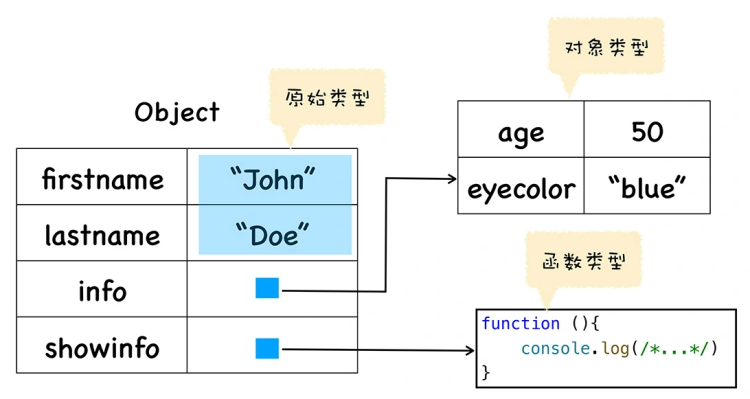 Object
原始类型
firstname “John”
lastname “Doe”
info
showinfo
对象类型
age 50
eyecolor “blue”
函数类型
function (){
console.log(/*...*/)
}